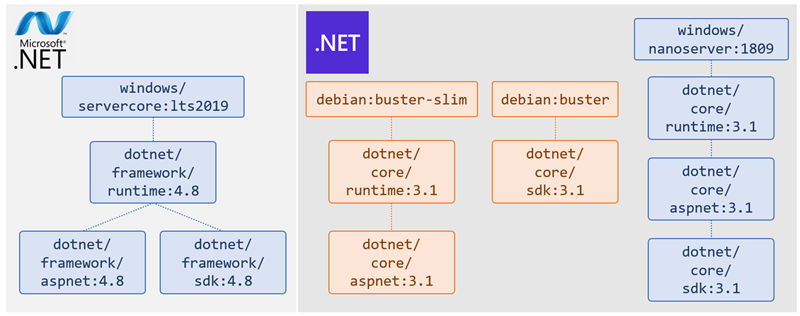 Microsoft®
.NET
windows/
servercore:lts2019
dotnet/
framework/
runtime:4.8
dotnet/
framework/
aspnet:4.8
dotnet/
framework/
sdk:4.8
.NET
debian:buster-slim
dotnet/
core/
runtime:3.1
dotnet/
core/
aspnet:3.1
debian:buster
dotnet/
core/
sdk:3.1
windows/
nanoserver:1809
dotnet/
core/
runtime:3.1
dotnet/
core/
aspnet:3.1
dotnet/
core/
sdk:3.1